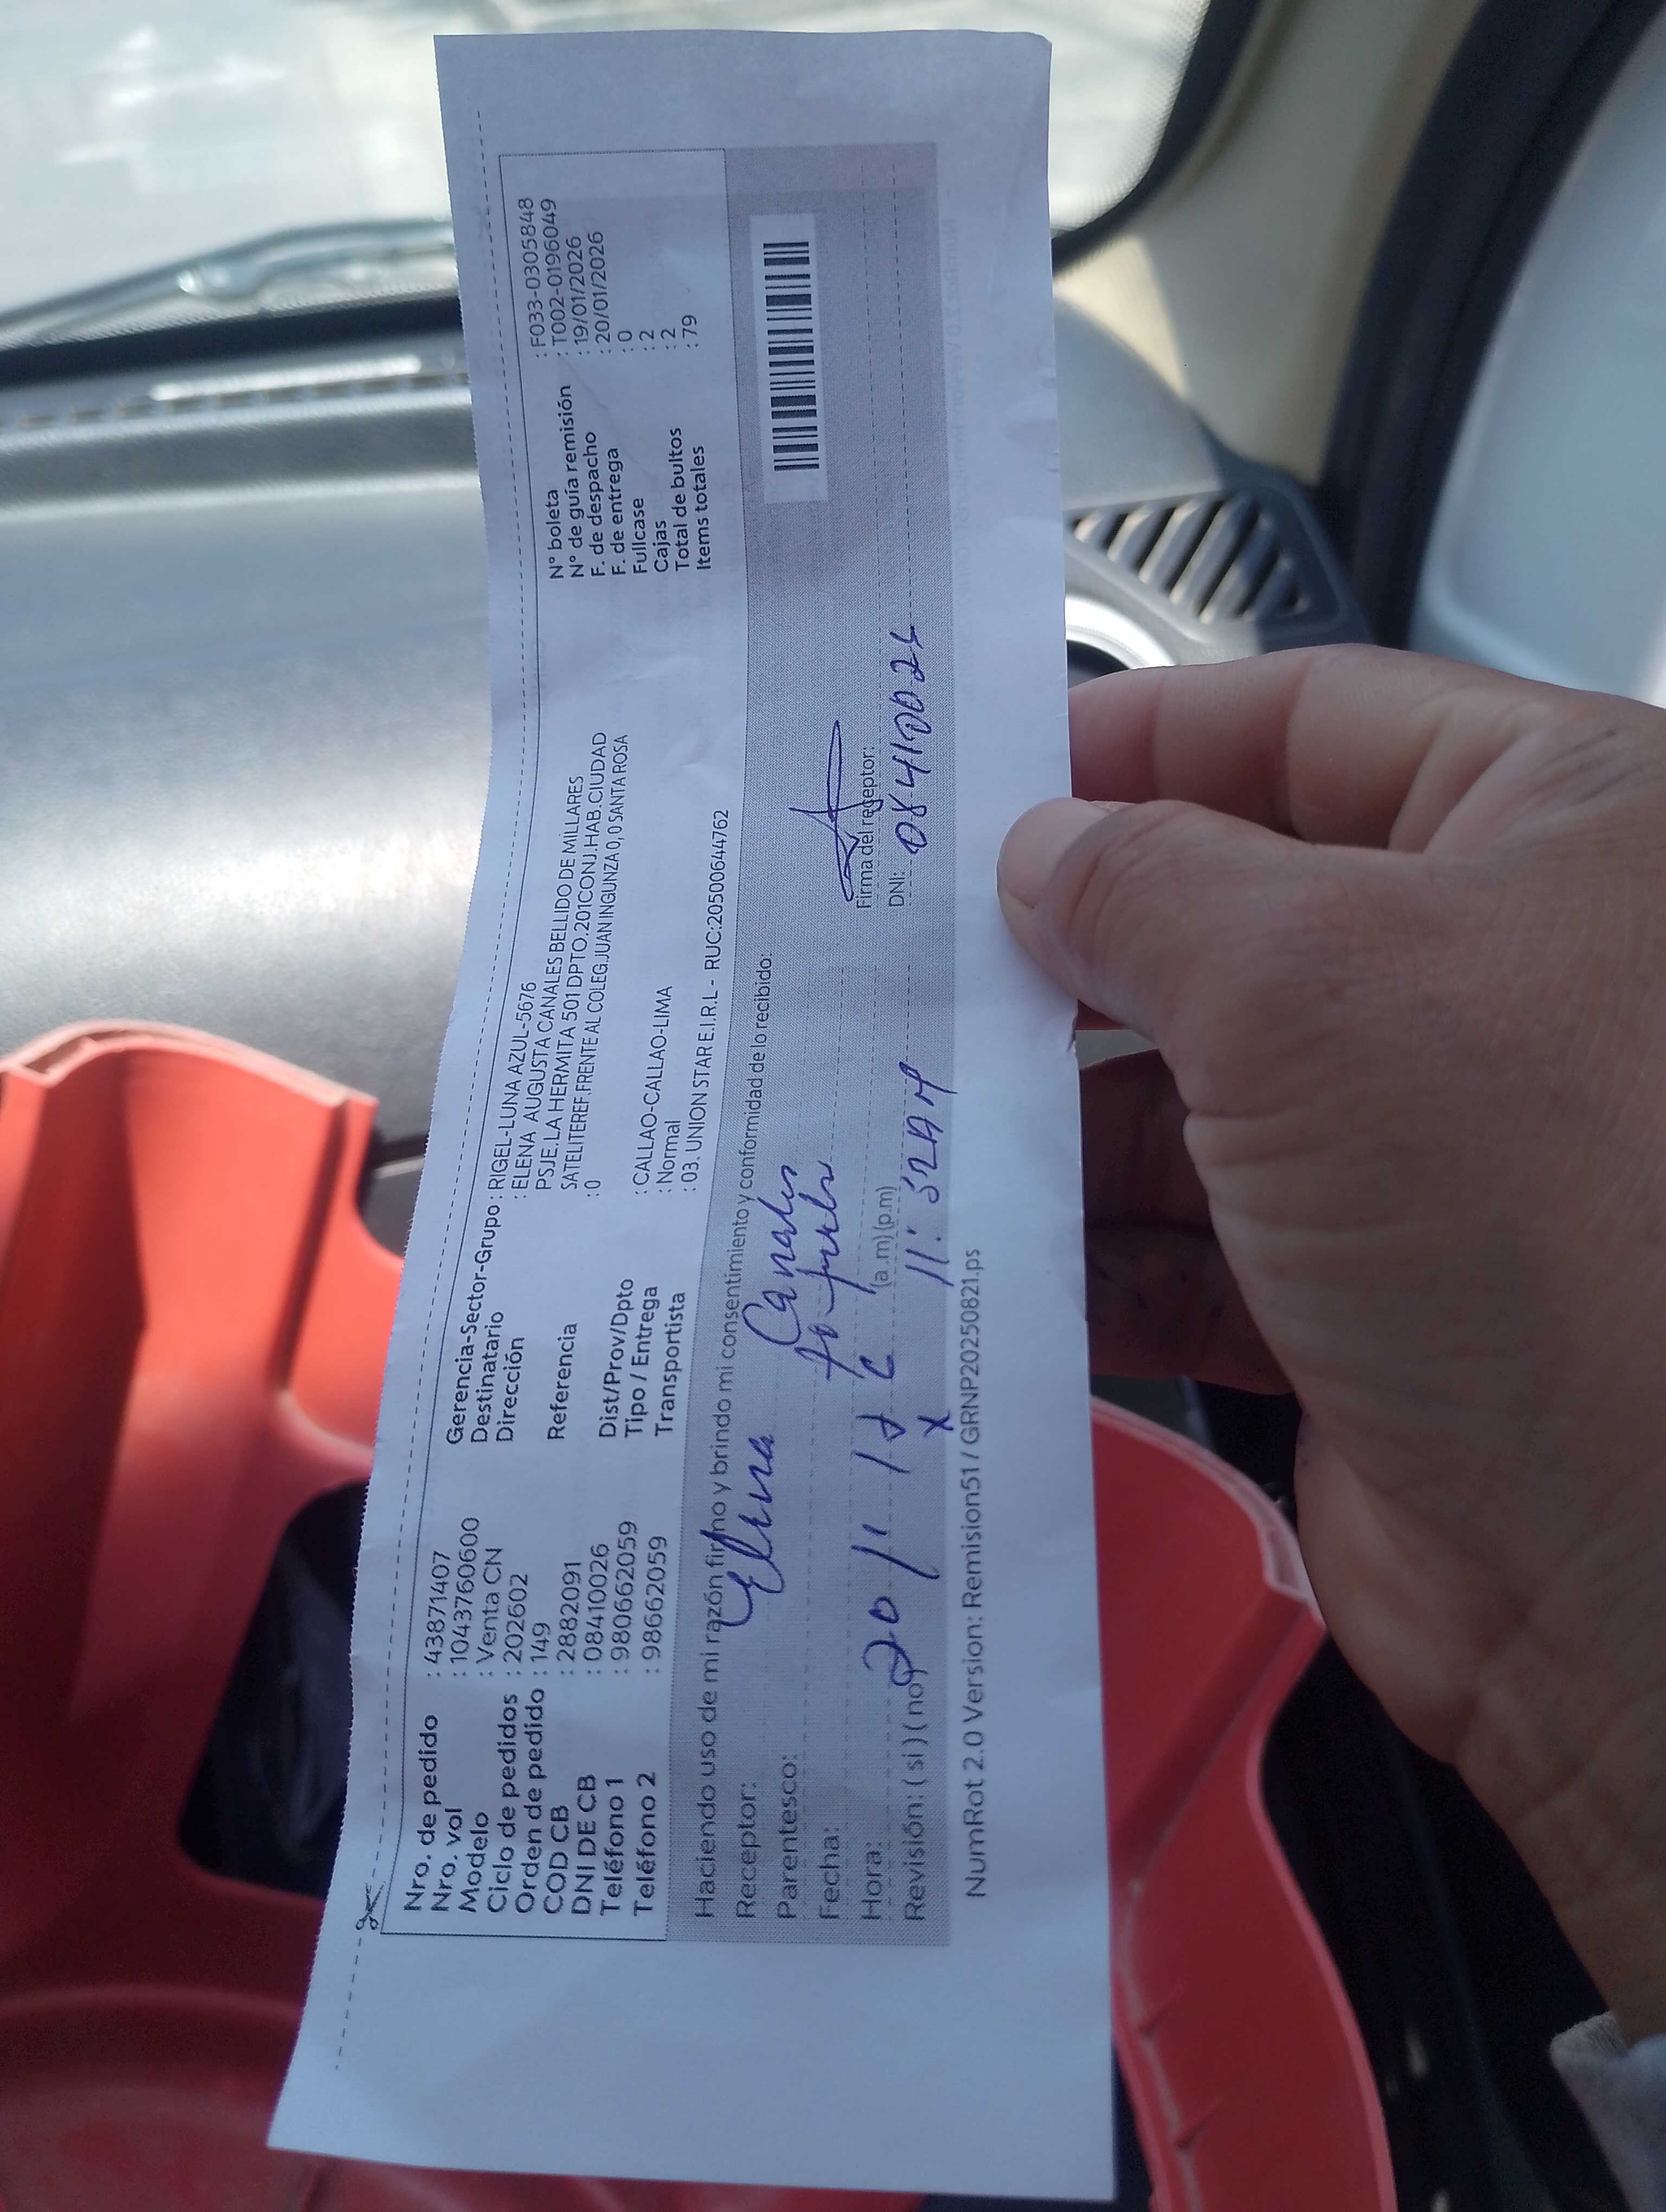 Nro. de pedido : 43871407
Nro. vol : 1043760600
Modelo : Venta CN
Ciclo de pedidos : 202602
Orden de pedido : 149
COD CB : 2882091
DNI DE CB : 08410026
Teléfono 1 : 980662059
Teléfono 2 : 98662059
Gerencia-Sector-Grupo : RIGEL-LUNA AZUL-5676
Destinatario : ELENA AUGUSTA CANALES BELLIDO DE MILLARES
Dirección PSJE.LA HERMITA 501 DPTO.201CONJ.HAB.CIUDAD
SATELITEREF.FRENTE AL COLEG.JUAN INGUNZA 0, 0 SANTA ROSA
Referencia : 0
Dist/Prov/Dpto : CALLAO-CALLAO-LIMA
Tipo / Entrega : Normal
Transportista : 03. UNION STAR E.I.R.L - RUC:20500644762
N° boleta : F033-0305848
N° de guía remisión : T002-0196049
F. de despacho : 19/01/2026
F. de entrega : 20/01/2026
Fullcase : 0
Cajas : 2
Total de bultos : 2
Items totales : 79
Haciendo uso de mi razón firmo y brindo mi consentimiento y conformidad de lo recibido:
Receptor: Elena Canales
Parentesco:
Fecha: 20
Hora: (a.m) (p.m)
Revisión: ( si ) ( no ) x 11:52AM
Firma del receptor:
DNI: 08410026
NumRot 2.0 Version: Remision51 / GRNP20250821.ps